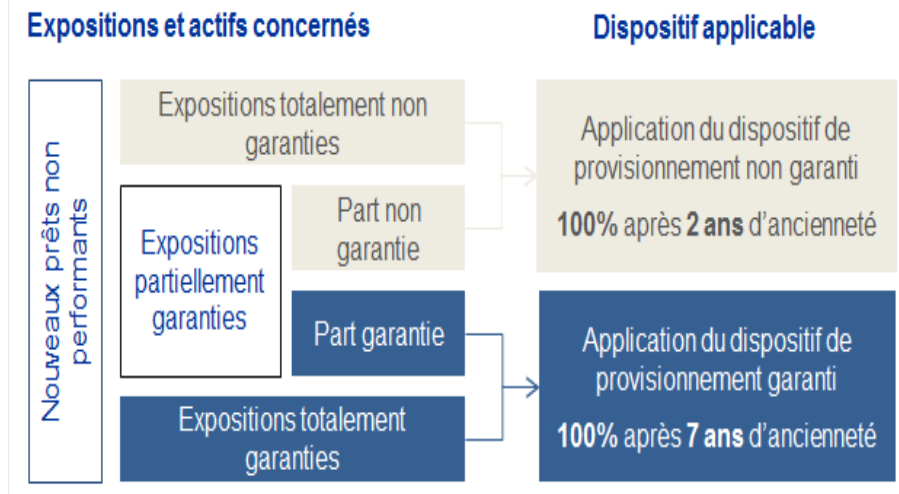 Expositions et actifs concernés
Dispositif applicable
Nouveaux prêts non
performants
Expositions totalement non
garanties
Expositions
partiellement
garanties
Part non
garantie
Part garantie
Expositions totalement
garanties
Application du dispositif de
provisionnement non garanti
100% après 2 ans d'ancienneté
Application du dispositif de
provisionnement garanti
100% après 7 ans d'ancienneté